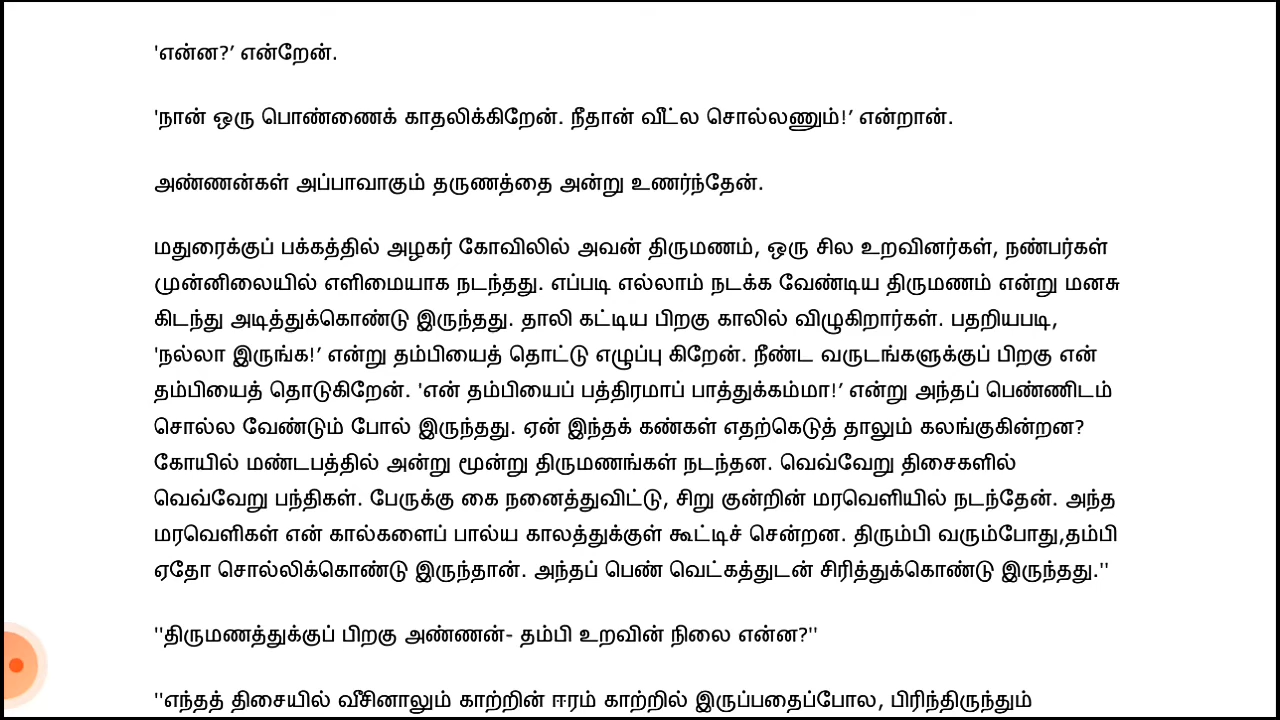 'என்ன?’ என்றேன்.
'நான் ஒரு பொண்ணைக் காதலிக்கிறேன். நீதான் வீட்ல சொல்லணும்!’ என்றான்.
அண்ணன்கள் அப்பாவாகும் தருணத்தை அன்று உணர்ந்தேன்.
மதுரைக்குப் பக்கத்தில் அழகர் கோவிலில் அவன் திருமணம், ஒரு சில உறவினர்கள், நண்பர்கள்
முன்னிலையில் எளிமையாக நடந்தது. எப்படி எல்லாம் நடக்க வேண்டிய திருமணம் என்று மனசு
கிடந்து அடித்துக்கொண்டு இருந்தது. தாலி கட்டிய பிறகு காலில் விழுகிறார்கள். பதறியபடி,
'நல்லா இருங்க!’ என்று தம்பியைத் தொட்டு எழுப்பு கிறேன். நீண்ட வருடங்களுக்குப் பிறகு என்
தம்பியைத் தொடுகிறேன். 'என் தம்பியைப் பத்திரமாப் பாத்துக்கம்மா!’ என்று அந்தப் பெண்ணிடம்
சொல்ல வேண்டும் போல் இருந்தது. ஏன் இந்தக் கண்கள் எதற்கெடுத் தாலும் கலங்குகின்றன?
கோயில் மண்டபத்தில் அன்று மூன்று திருமணங்கள் நடந்தன. வெவ்வேறு திசைகளில்
வெவ்வேறு பந்திகள். பேருக்கு கை நனைத்துவிட்டு, சிறு குன்றின் மரவெளியில் நடந்தேன். அந்த
மரவெளிகள் என் கால்களைப் பால்ய காலத்துக்குள் கூட்டிச் சென்றன. திரும்பி வரும்போது,தம்பி
ஏதோ சொல்லிக்கொண்டு இருந்தான். அந்தப் பெண் வெட்கத்துடன் சிரித்துக்கொண்டு இருந்தது.''
''திருமணத்துக்குப் பிறகு அண்ணன்- தம்பி உறவின் நிலை என்ன?''
''எந்தத் திசையில் வீசினாலும் காற்றின் ஈரம் காற்றில் இருப்பதைப்போல, பிரிந்திருந்தும்